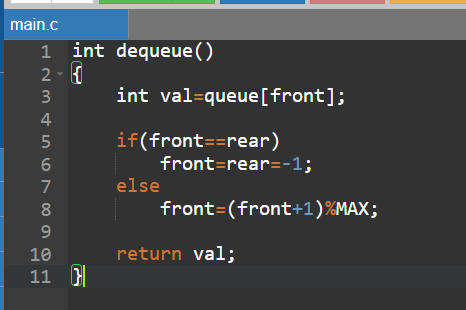 main.c
1 int dequeue()
2 {
3     int val=queue[front];
4
5     if(front==rear)
6         front=rear=-1;
7     else
8         front=(front+1)%MAX;
9
10     return val;
11 }